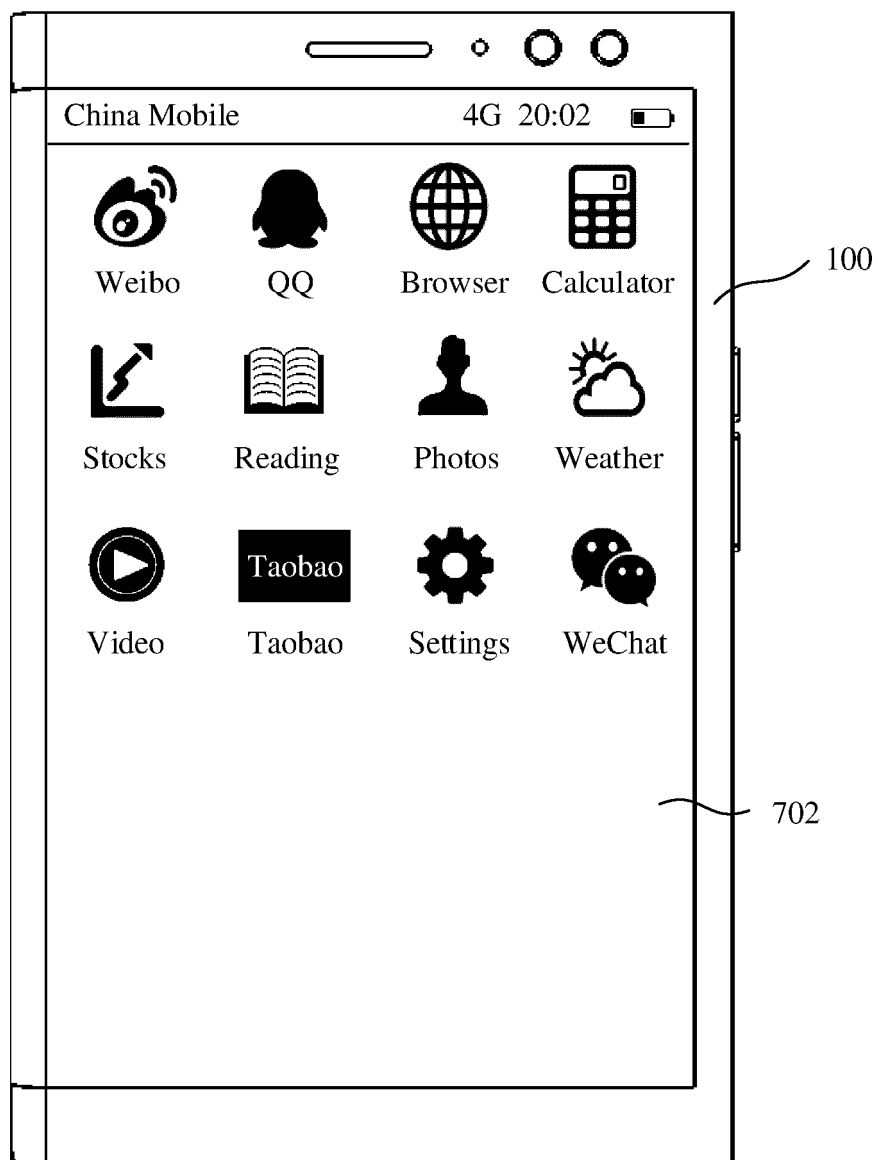 China Mobile 4G 20:02
Weibo QQ Browser Calculator
100
Stocks Reading Photos Weather
Taobao
Video Taobao Settings WeChat
702